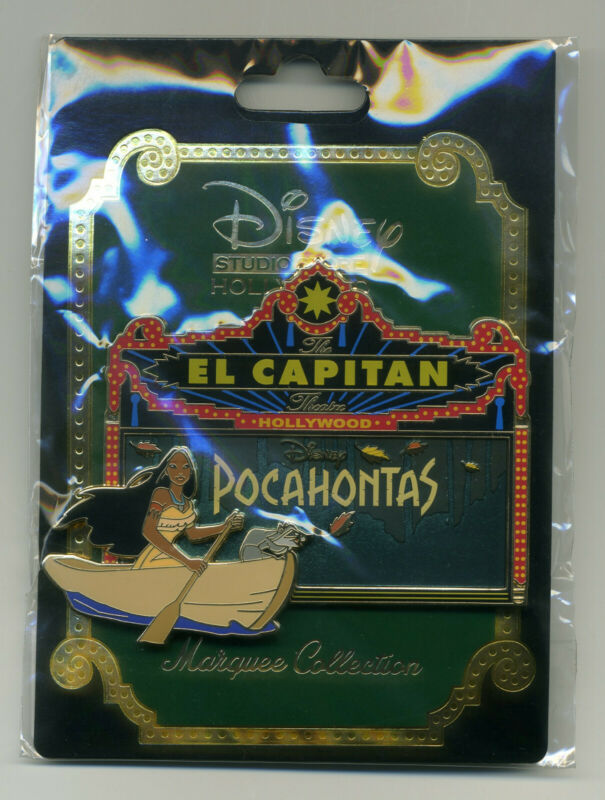 Disney
STUDIO STORE
HOLLYWOOD
The
EL CAPITAN
Theatre
HOLLYWOOD
Disney
POCAHONTAS
Marquee Collection